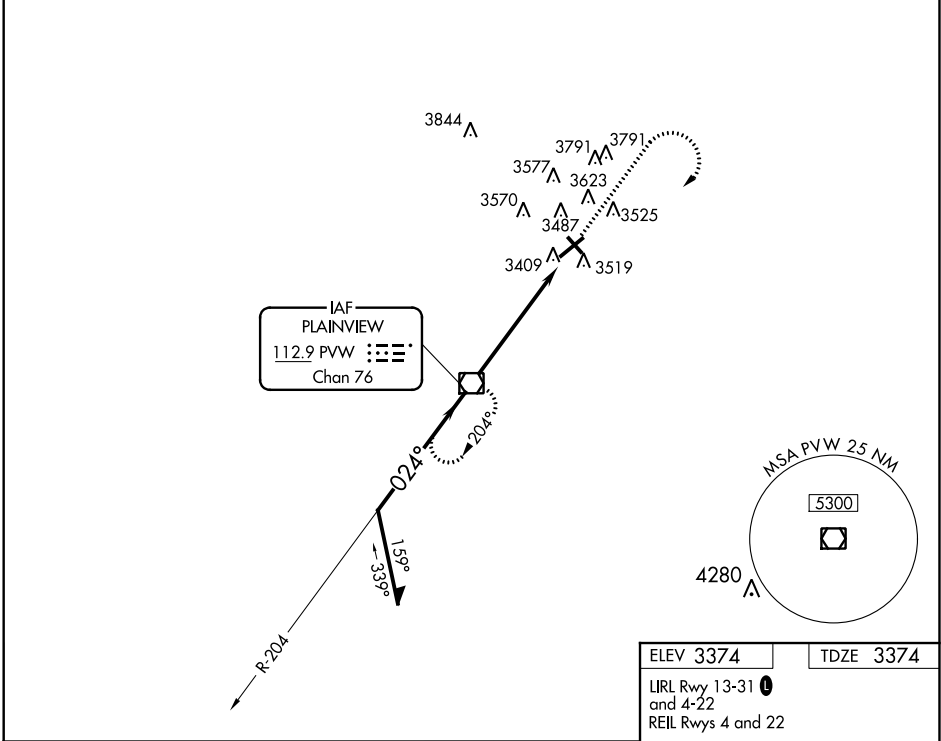 3844
3791
3791
3577
3623
3570
3487
3525
3409
3519
IAF
PLAINVIEW
112.9 PVW
Chan 76
204°
024°
159°
339°
R-204
MSA PVW 25 NM
5300
4280
ELEV 3374
TDZE 3374
LIRL Rwy 13-31 L
and 4-22
REIL Rwys 4 and 22